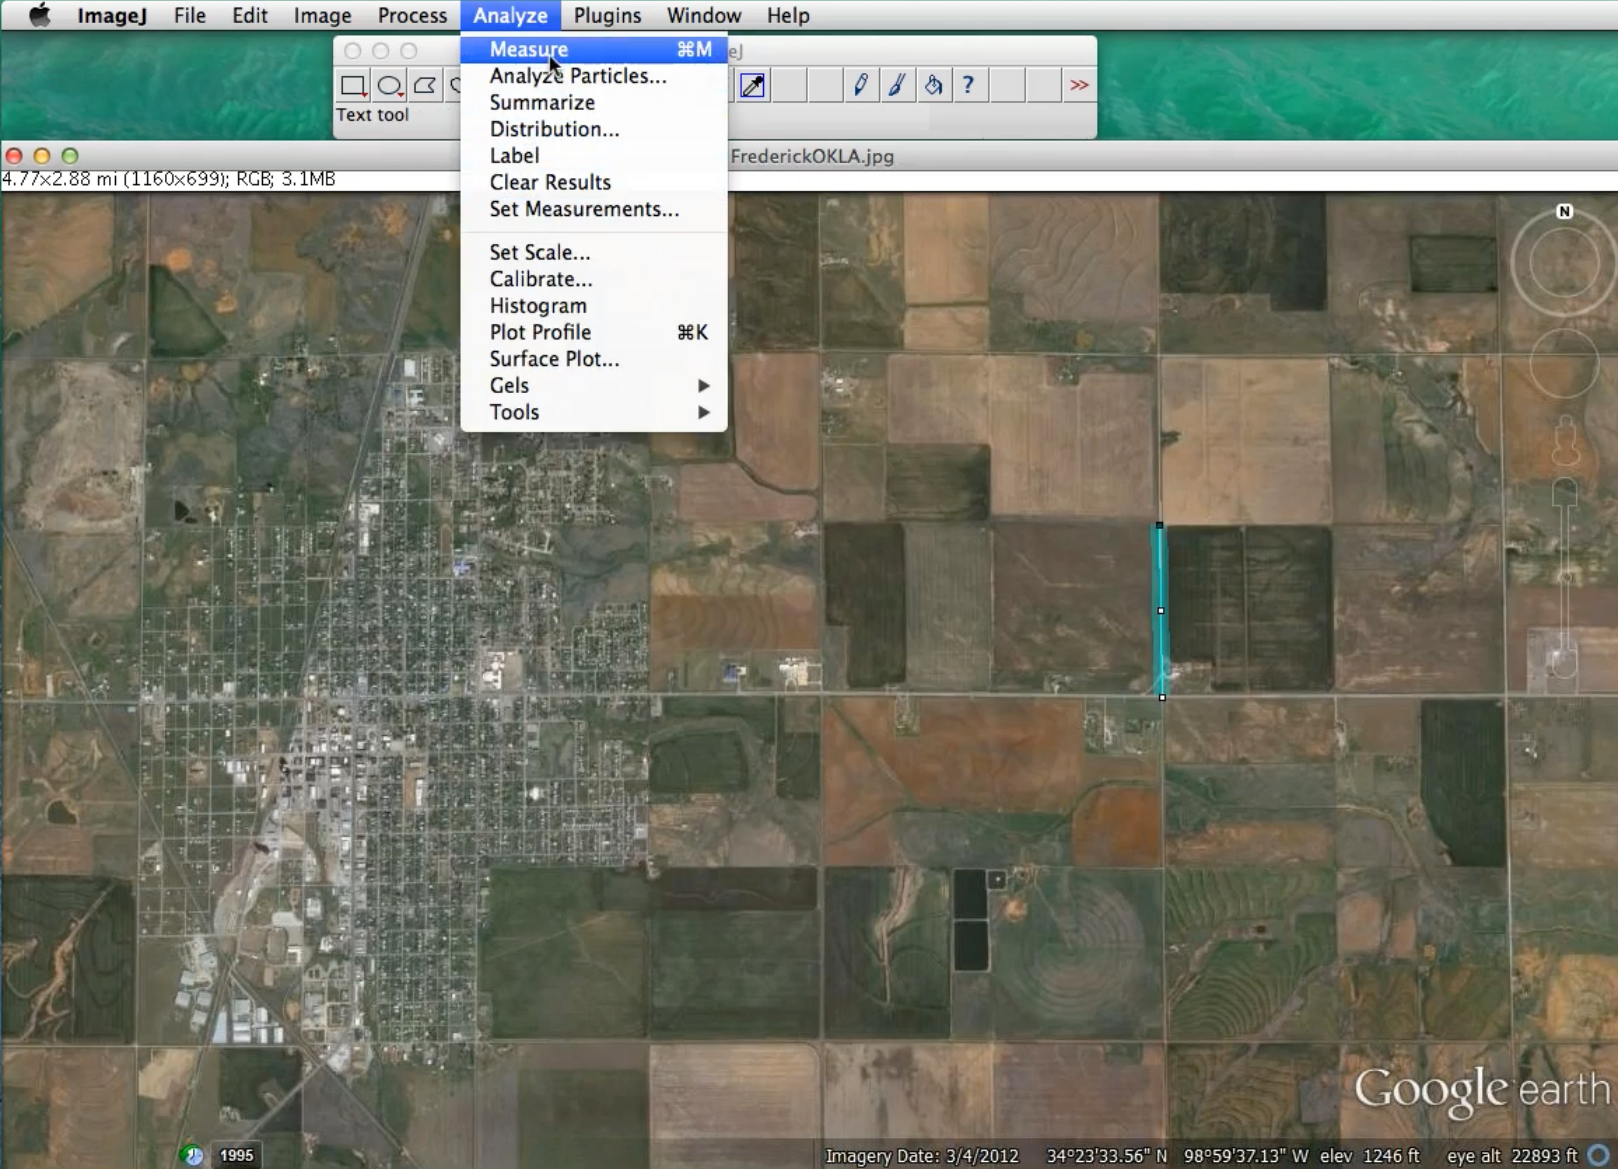 ImageJ File Edit Image Process Analyze Plugins Window Help
Measure ⌘M
Analyze Particles...
Summarize
Distribution...
Label
Clear Results
Set Measurements...
Set Scale...
Calibrate...
Histogram
Plot Profile ⌘K
Surface Plot...
Gels
Tools
eJ
? >>
Text tool
FrederickOKLA.jpg
4.77x2.88 mi (1160x699); RGB; 3.1MB
N
Google earth
1995
Imagery Date: 3/4/2012 34°23'33.56" N 98°59'37.13" W elev 1246 ft eye alt 22893 ft